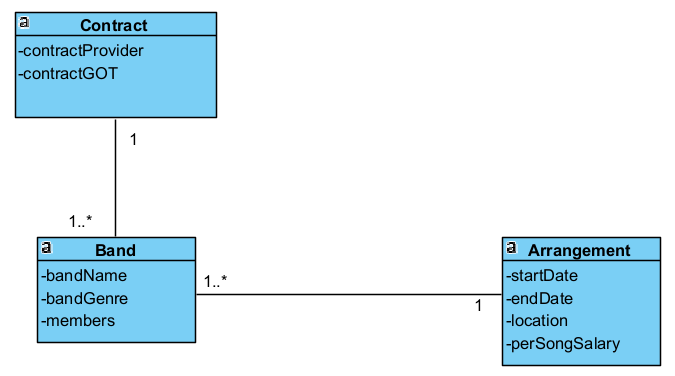 a Contract
-contractProvider
-contractGOT
1
1..*
a Band
-bandName
-bandGenre
-members
1..*
1
a Arrangement
-startDate
-endDate
-location
-perSongSalary